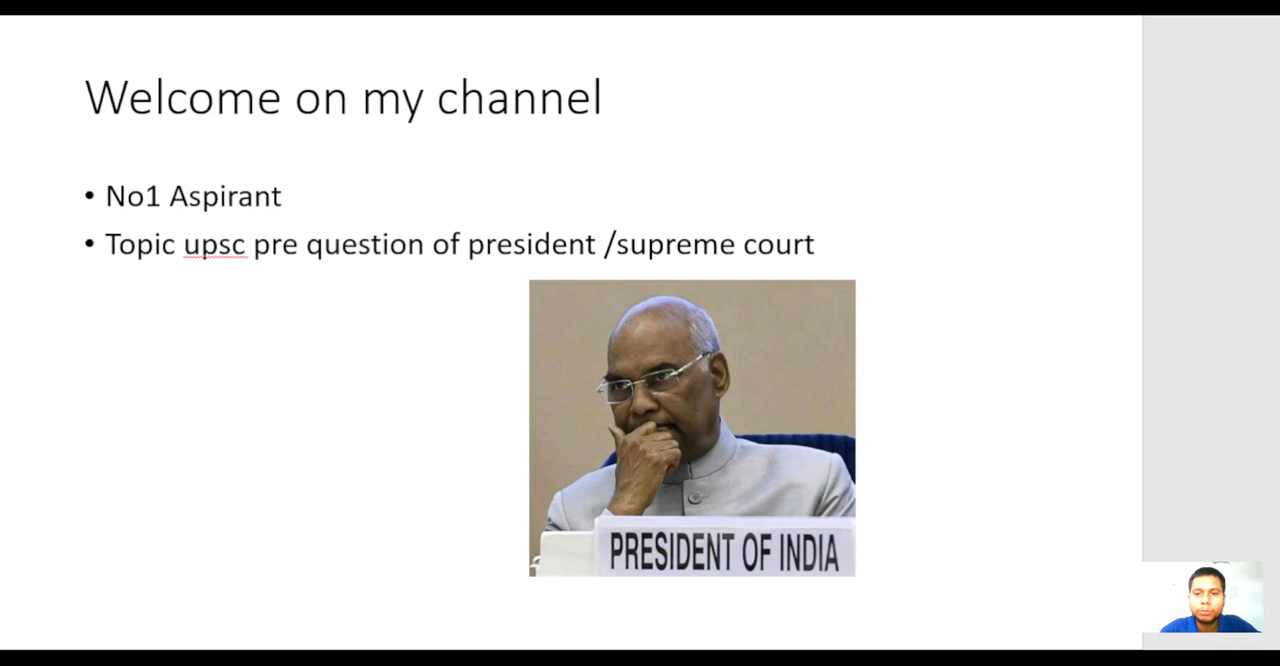 Welcome on my channel
• No1 Aspirant
• Topic upsc pre question of president /supreme court
PRESIDENT OF INDIA